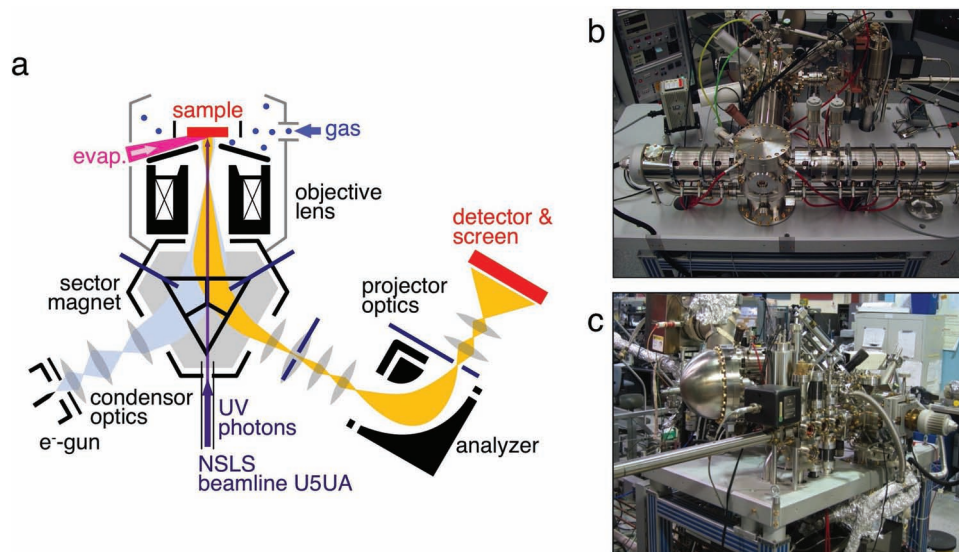 a
sample
gas
evap.
objective
lens
detector &
screen
sector
magnet
projector
optics
condensor
optics
e⁻-gun
UV
photons
analyzer
NSLS
beamline U5UA
b
c